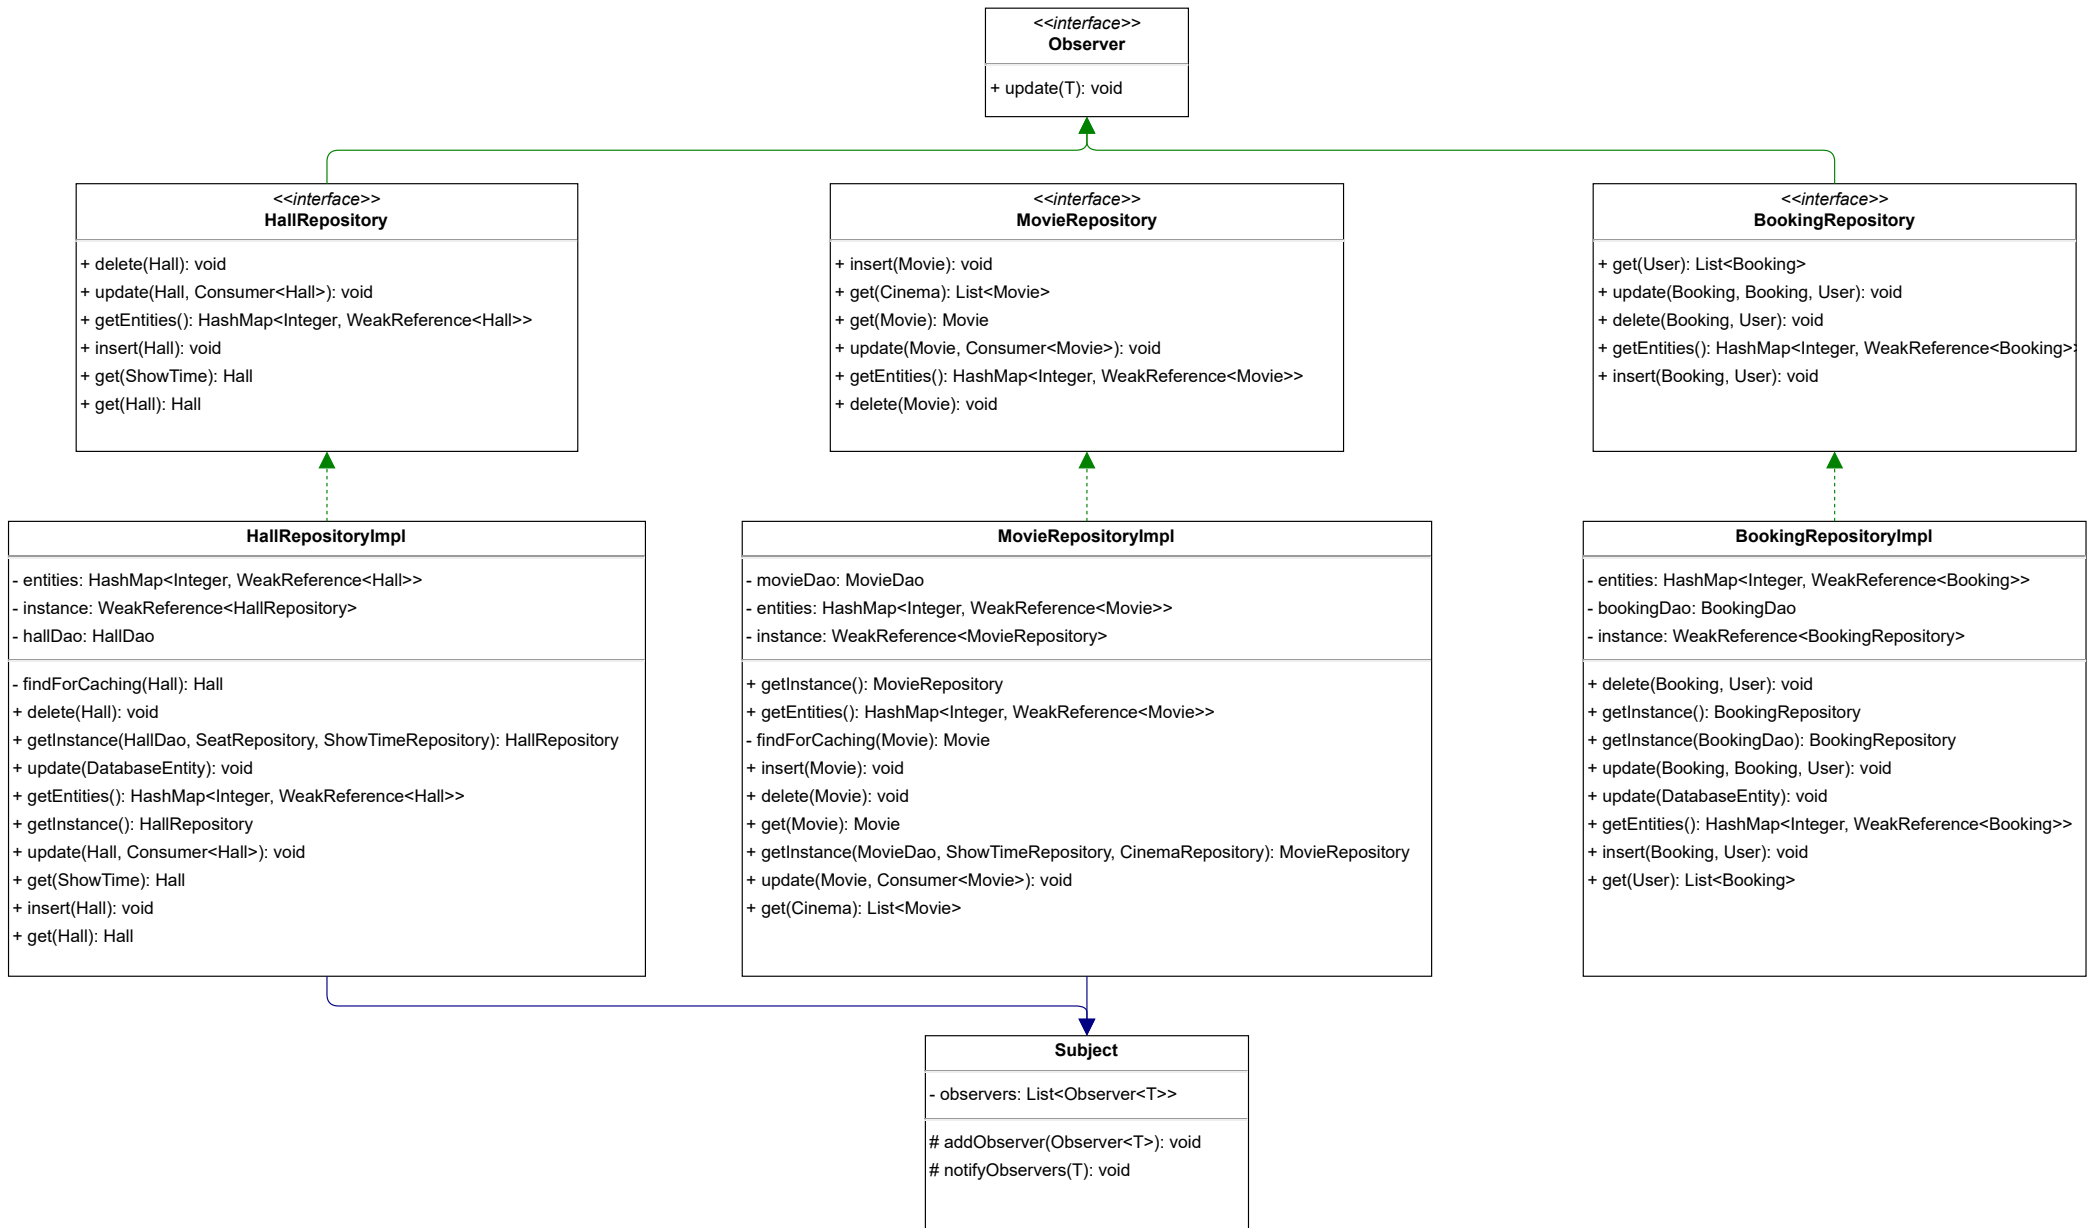 <<interface>>
Observer
+ update(T): void
<<interface>>
HallRepository
+ delete(Hall): void
+ update(Hall, Consumer<Hall>): void
+ getEntities(): HashMap<Integer, WeakReference<Hall>>
+ insert(Hall): void
+ get(ShowTime): Hall
+ get(Hall): Hall
<<interface>>
MovieRepository
+ insert(Movie): void
+ get(Cinema): List<Movie>
+ get(Movie): Movie
+ update(Movie, Consumer<Movie>): void
+ getEntities(): HashMap<Integer, WeakReference<Movie>>
+ delete(Movie): void
<<interface>>
BookingRepository
+ get(User): List<Booking>
+ update(Booking, Booking, User): void
+ delete(Booking, User): void
+ getEntities(): HashMap<Integer, WeakReference<Booking>>
+ insert(Booking, User): void
HallRepositoryImpl
- entities: HashMap<Integer, WeakReference<Hall>>
- instance: WeakReference<HallRepository>
- hallDao: HallDao
- findForCaching(Hall): Hall
+ delete(Hall): void
+ getInstance(HallDao, SeatRepository, ShowTimeRepository): HallRepository
+ update(DatabaseEntity): void
+ getEntities(): HashMap<Integer, WeakReference<Hall>>
+ getInstance(): HallRepository
+ update(Hall, Consumer<Hall>): void
+ get(ShowTime): Hall
+ insert(Hall): void
+ get(Hall): Hall
MovieRepositoryImpl
- movieDao: MovieDao
- entities: HashMap<Integer, WeakReference<Movie>>
- instance: WeakReference<MovieRepository>
+ getInstance(): MovieRepository
+ getEntities(): HashMap<Integer, WeakReference<Movie>>
- findForCaching(Movie): Movie
+ insert(Movie): void
+ delete(Movie): void
+ get(Movie): Movie
+ getInstance(MovieDao, ShowTimeRepository, CinemaRepository): MovieRepository
+ update(Movie, Consumer<Movie>): void
+ get(Cinema): List<Movie>
BookingRepositoryImpl
- entities: HashMap<Integer, WeakReference<Booking>>
- bookingDao: BookingDao
- instance: WeakReference<BookingRepository>
+ delete(Booking, User): void
+ getInstance(): BookingRepository
+ getInstance(BookingDao): BookingRepository
+ update(Booking, Booking, User): void
+ update(DatabaseEntity): void
+ getEntities(): HashMap<Integer, WeakReference<Booking>>
+ insert(Booking, User): void
+ get(User): List<Booking>
Subject
- observers: List<Observer<T>>
# addObserver(Observer<T>): void
# notifyObservers(T): void